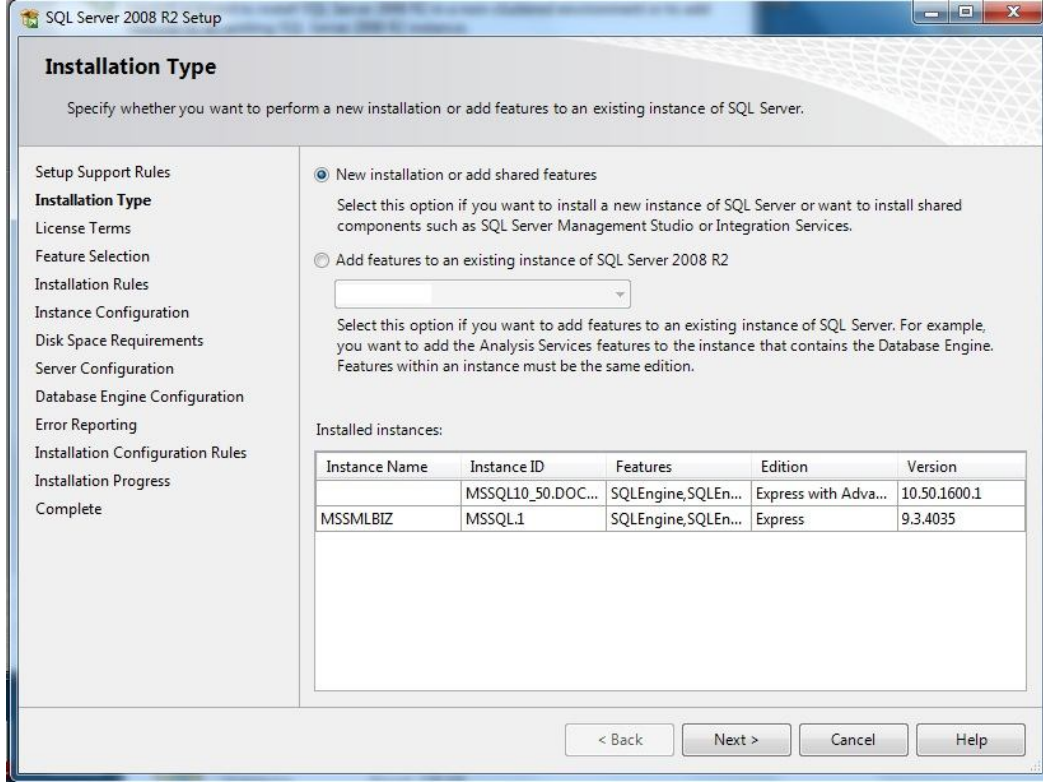 SQL Server 2008 R2 Setup
Installation Type
Specify whether you want to perform a new installation or add features to an existing instance of SQL Server.
Setup Support Rules
Installation Type
License Terms
Feature Selection
Installation Rules
Instance Configuration
Disk Space Requirements
Server Configuration
Database Engine Configuration
Error Reporting
Installation Configuration Rules
Installation Progress
Complete
New installation or add shared features
Select this option if you want to install a new instance of SQL Server or want to install shared
components such as SQL Server Management Studio or Integration Services.
Add features to an existing instance of SQL Server 2008 R2
Select this option if you want to add features to an existing instance of SQL Server. For example,
you want to add the Analysis Services features to the instance that contains the Database Engine.
Features within an instance must be the same edition.
Installed instances:
Instance Name Instance ID Features Edition Version
MSSQL10_50.DOC... SQLEngine,SQLEn... Express with Adva... 10.50.1600.1
MSSMLBIZ MSSQL.1 SQLEngine,SQLEn... Express 9.3.4035
< Back Next > Cancel Help